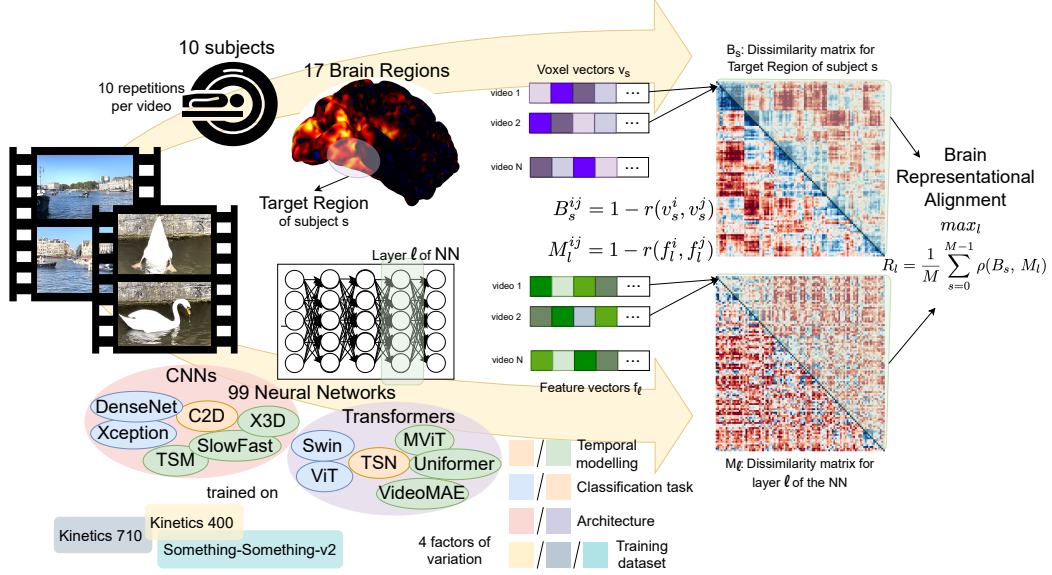 10 subjects
10 repetitions
per video
17 Brain Regions
Target Region
of subject s
Voxel vectors v_s
video 1
video 2
video N
B_s^{ij} = 1 - r(v_s^i, v_s^j)
M_l^{ij} = 1 - r(f_l^i, f_l^j)
video 1
video 2
video N
Feature vectors f_ℓ
B_s: Dissimilarity matrix for
Target Region of subject s
Brain
Representational
Alignment
max_l
R_l = \frac{1}{M} \sum_{s=0}^{M-1} ρ(B_s, M_l)
M_ℓ: Dissimilarity matrix for
layer ℓ of the NN
Layer ℓ of NN
99 Neural Networks
CNNs
DenseNet
Xception
C2D
X3D
SlowFast
TSM
Transformers
Swin
ViT
TSN
MViT
Uniformer
VideoMAE
trained on
Kinetics 710
Kinetics 400
Something-Something-v2
4 factors of
variation
/ Temporal
modelling
/ Classification task
/ Architecture
/ / Training
dataset